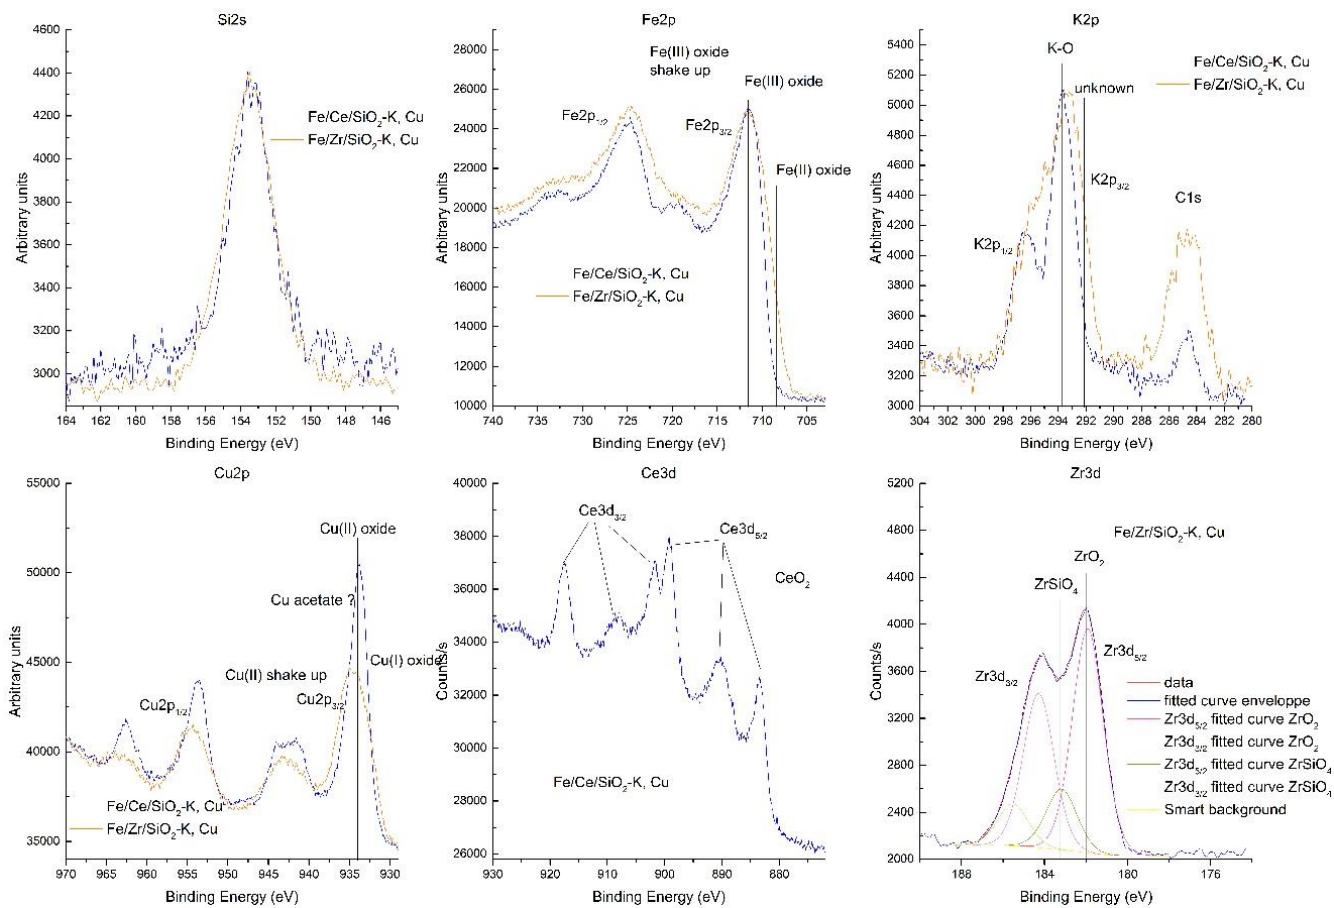 Si2s
4600
4400
4200
4000
3800
3600
3400
3200
3000
Arbitrary units
Fe/Ce/SiO₂-K, Cu
Fe/Zr/SiO₂-K, Cu
164 162 160 158 156 154 152 150 148 146
Binding Energy (eV)
Fe2p
28000
26000
24000
22000
20000
18000
16000
14000
12000
10000
Arbitrary units
Fe(III) oxide
shake up
Fe(III) oxide
Fe2p₁/₂
Fe2p₃/₂
Fe(II) oxide
Fe/Ce/SiO₂-K, Cu
Fe/Zr/SiO₂-K, Cu
740 735 730 725 720 715 710 705
Binding Energy (eV)
K2p
5400
5200
5000
4800
4600
4400
4200
4000
3800
3600
3400
3200
3000
Arbitrary units
K-O
Fe/Ce/SiO₂-K, Cu
Fe/Zr/SiO₂-K, Cu
unknown
K2p₃/₂
C1s
K2p₁/₂
304 302 300 298 296 294 292 290 288 286 284 282 280
Binding Energy (eV)
Cu2p
55000
50000
45000
40000
35000
Arbitrary units
Cu(II) oxide
Cu acetate ?
Cu(I) oxide
Cu(II) shake up
Cu2p₁/₂
Cu2p₃/₂
Fe/Ce/SiO₂-K, Cu
Fe/Zr/SiO₂-K, Cu
970 965 960 955 950 945 940 935 930
Binding Energy (eV)
Ce3d
40000
38000
36000
34000
32000
30000
28000
26000
Counts/s
Ce3d₃/₂
Ce3d₅/₂
CeO₂
Fe/Ce/SiO₂-K, Cu
930 920 910 900 890 880
Binding Energy (eV)
Zr3d
5200
4800
4400
4000
3600
3200
2800
2400
2000
Counts/s
Fe/Zr/SiO₂-K, Cu
ZrO₂
ZrSiO₄
Zr3d₅/₂
Zr3d₃/₂
data
fitted curve enveloppe
Zr3d₅/₂ fitted curve ZrO₂
Zr3d₃/₂ fitted curve ZrO₂
Zr3d₅/₂ fitted curve ZrSiO₄
Zr3d₃/₂ fitted curve ZrSiO₄
Smart background
188 184 180 176
Binding Energy (eV)